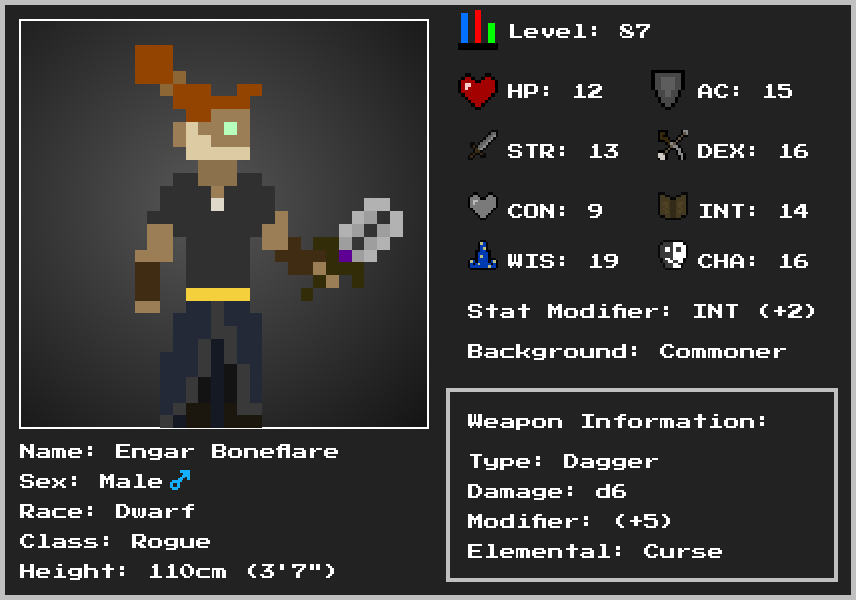 Level: 87
HP: 12 AC: 15
STR: 13 DEX: 16
CON: 9 INT: 14
WIS: 19 CHA: 16
Stat Modifier: INT (+2)
Background: Commoner
Weapon Information:
Type: Dagger
Damage: d6
Modifier: (+5)
Elemental: Curse
Name: Engar Boneflare
Sex: Male ♂
Race: Dwarf
Class: Rogue
Height: 110cm (3'7")